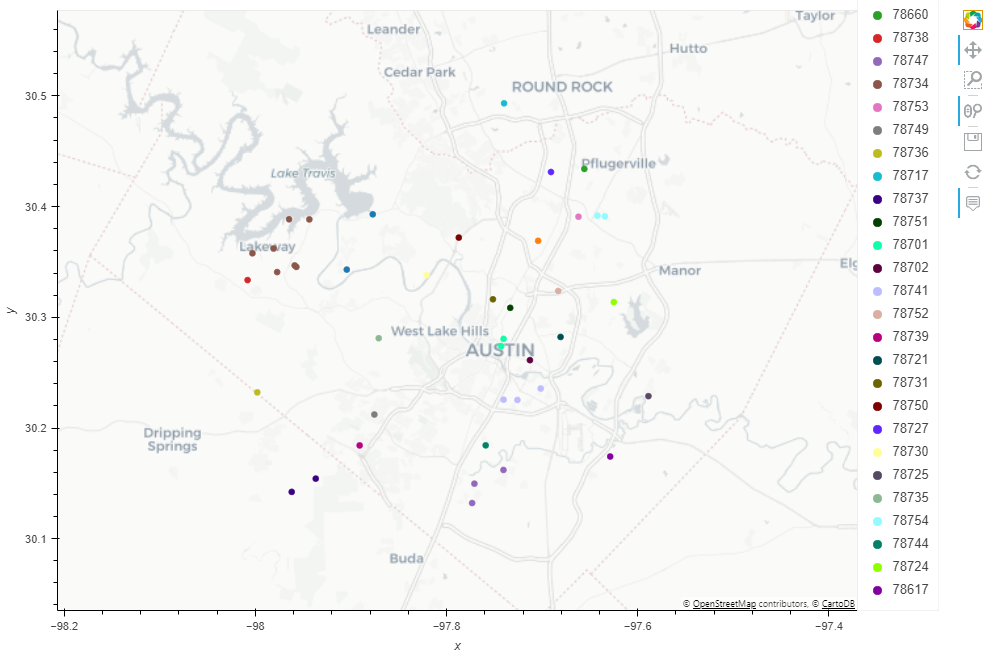 Leander
Taylor
Hutto
Cedar Park
ROUND ROCK
Pflugerville
Lake Travis
Lakeway
Manor
West Lake Hills
AUSTIN
Dripping
Springs
Buda
© OpenStreetMap contributors, © CartoDB
30.5
30.4
30.3
30.2
30.1
y
−98.2
−98
−97.8
−97.6
−97.4
x
78660
78738
78747
78734
78753
78749
78736
78717
78737
78751
78701
78702
78741
78752
78739
78721
78731
78750
78727
78730
78725
78735
78754
78744
78724
78617